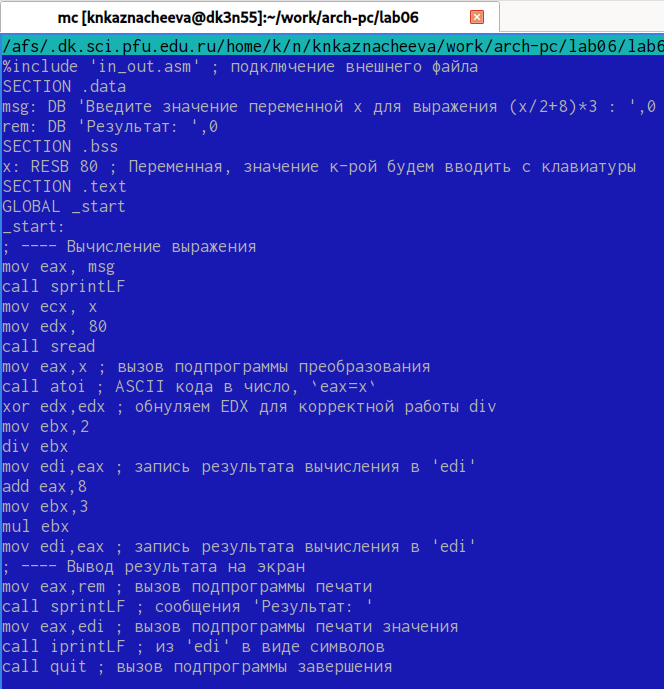 mc [knkaznacheeva@dk3n55]:~/work/arch-pc/lab06
/afs/.dk.sci.pfu.edu.ru/home/k/n/knkaznacheeva/work/arch-pc/lab06/lab6
%include 'in_out.asm' ; подключение внешнего файла
SECTION .data
msg: DB 'Введите значение переменной x для выражения (x/2+8)*3 : ',0
rem: DB 'Результат: ',0
SECTION .bss
x: RESB 80 ; Переменная, значение к-рой будем вводить с клавиатуры
SECTION .text
GLOBAL _start
_start:
; ---- Вычисление выражения
mov eax, msg
call sprintLF
mov ecx, x
mov edx, 80
call sread
mov eax,x ; вызов подпрограммы преобразования
call atoi ; ASCII кода в число, `eax=x`
xor edx,edx ; обнуляем EDX для корректной работы div
mov ebx,2
div ebx
mov edi,eax ; запись результата вычисления в 'edi'
add eax,8
mov ebx,3
mul ebx
mov edi,eax ; запись результата вычисления в 'edi'
; ---- Вывод результата на экран
mov eax,rem ; вызов подпрограммы печати
call sprintLF ; сообщения 'Результат: '
mov eax,edi ; вызов подпрограммы печати значения
call iprintLF ; из 'edi' в виде символов
call quit ; вызов подпрограммы завершения